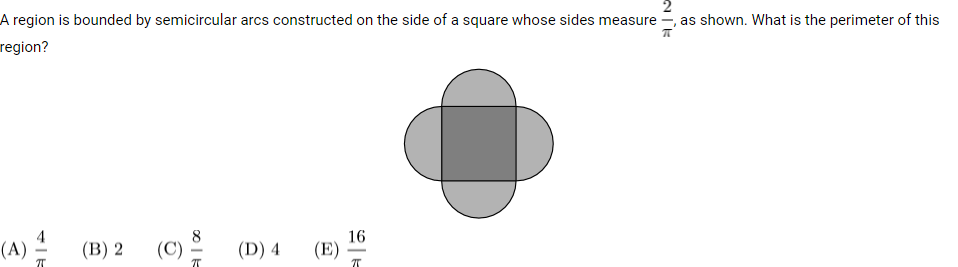 A region is bounded by semicircular arcs constructed on the side of a square whose sides measure $\frac{2}{\pi}$, as shown. What is the perimeter of this
region?
(A) $\frac{4}{\pi}$ (B) 2 (C) $\frac{8}{\pi}$ (D) 4 (E) $\frac{16}{\pi}$